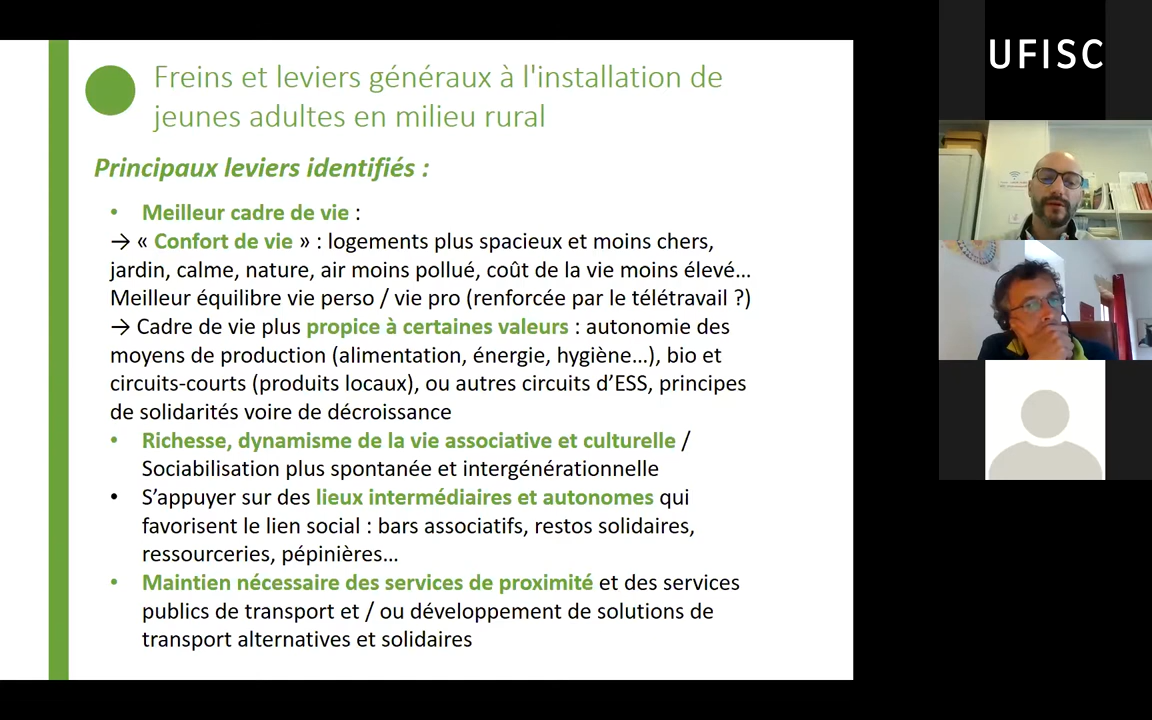 Freins et leviers généraux à l'installation de
jeunes adultes en milieu rural
Principaux leviers identifiés :
• Meilleur cadre de vie :
→ « Confort de vie » : logements plus spacieux et moins chers,
jardin, calme, nature, air moins pollué, coût de la vie moins élevé…
Meilleur équilibre vie perso / vie pro (renforcée par le télétravail ?)
→ Cadre de vie plus propice à certaines valeurs : autonomie des
moyens de production (alimentation, énergie, hygiène…), bio et
circuits-courts (produits locaux), ou autres circuits d’ESS, principes
de solidarités voire de décroissance
• Richesse, dynamisme de la vie associative et culturelle /
Sociabilisation plus spontanée et intergénérationnelle
• S’appuyer sur des lieux intermédiaires et autonomes qui
favorisent le lien social : bars associatifs, restos solidaires,
ressourceries, pépinières…
• Maintien nécessaire des services de proximité et des services
publics de transport et / ou développement de solutions de
transport alternatives et solidaires
UFISC